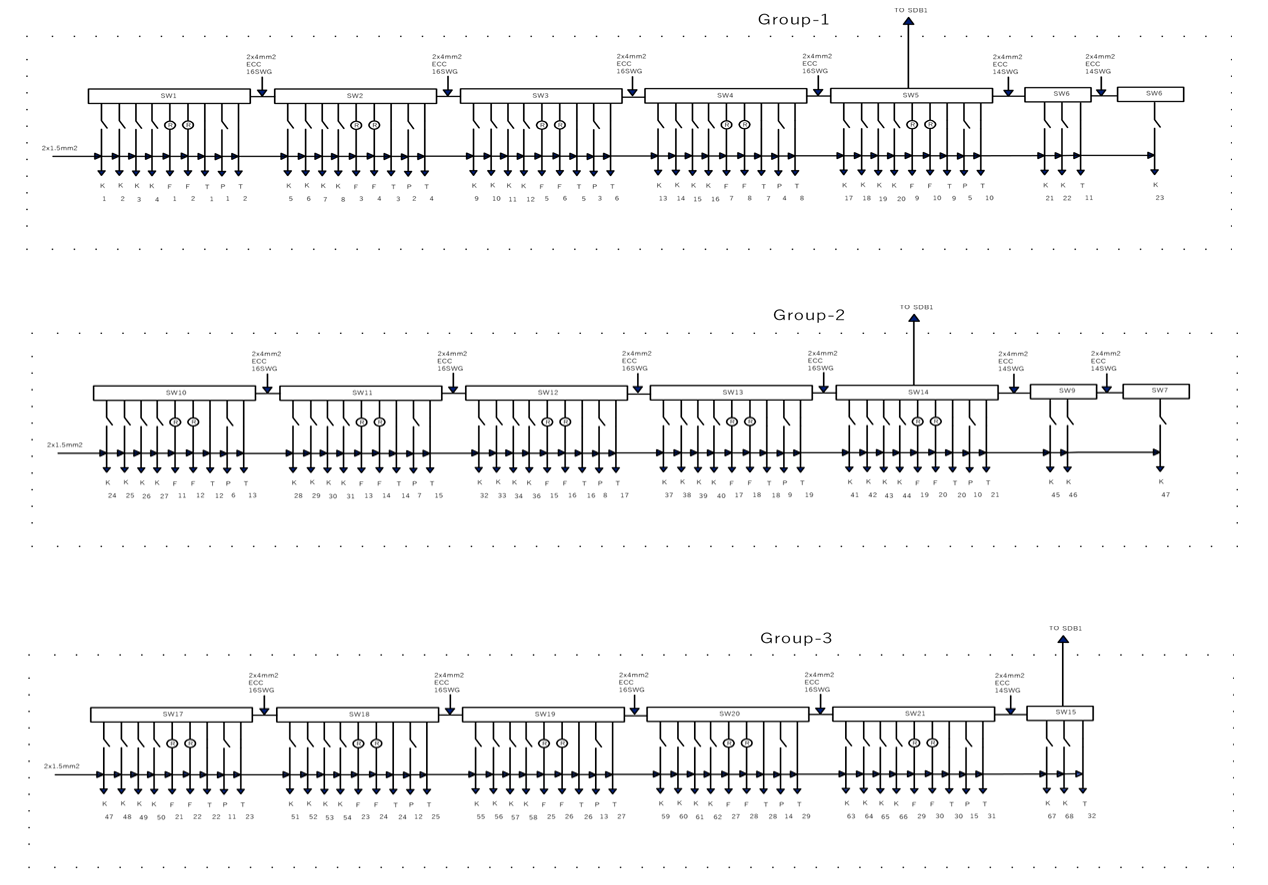 TO SDB1
Group-1
2x4mm2 2x4mm2 2x4mm2 2x4mm2 2x4mm2 2x4mm2
ECC ECC ECC ECC ECC ECC
16SWG 16SWG 16SWG 16SWG 14SWG 14SWG
SW1 SW2 SW3 SW4 SW5 SW6 SW6
R R R R R R R R R R
2x1.5mm2
K K K K F F T P T K K K K F F T P T K K K K F F T P T K K K K F F T P T K K K K F F T P T K K T K
1 2 3 4 1 2 1 1 2 5 6 7 8 3 4 3 2 4 9 10 11 12 5 6 5 3 6 13 14 15 16 7 8 7 4 8 17 18 19 20 9 10 9 5 10 21 22 11 23
TO SDB1
Group-2
2x4mm2 2x4mm2 2x4mm2 2x4mm2 2x4mm2 2x4mm2
ECC ECC ECC ECC ECC ECC
16SWG 16SWG 16SWG 16SWG 14SWG 14SWG
SW10 SW11 SW12 SW13 SW14 SW9 SW7
R R R R R R R R R R
2x1.5mm2
K K K K F F T P T K K K K F F T P T K K K K F F T P T K K K K F F T P T K K K K F F T P T K K K
24 25 26 27 11 12 12 6 13 28 29 30 31 13 14 14 7 15 32 33 34 36 15 16 16 8 17 37 38 39 40 17 18 18 9 19 41 42 43 44 19 20 20 10 21 45 46 47
TO SDB1
Group-3
2x4mm2 2x4mm2 2x4mm2 2x4mm2 2x4mm2
ECC ECC ECC ECC ECC
16SWG 16SWG 16SWG 16SWG 14SWG
SW17 SW18 SW19 SW20 SW21 SW15
R R R R R R R R R R
2x1.5mm2
K K K K F F T P T K K K K F F T P T K K K K F F T P T K K K K F F T P T K K K K F F T P T K K T
47 48 49 50 21 22 22 11 23 51 52 53 54 23 24 24 12 25 55 56 57 58 25 26 26 13 27 59 60 61 62 27 28 28 14 29 63 64 65 66 29 30 30 15 31 67 68 32